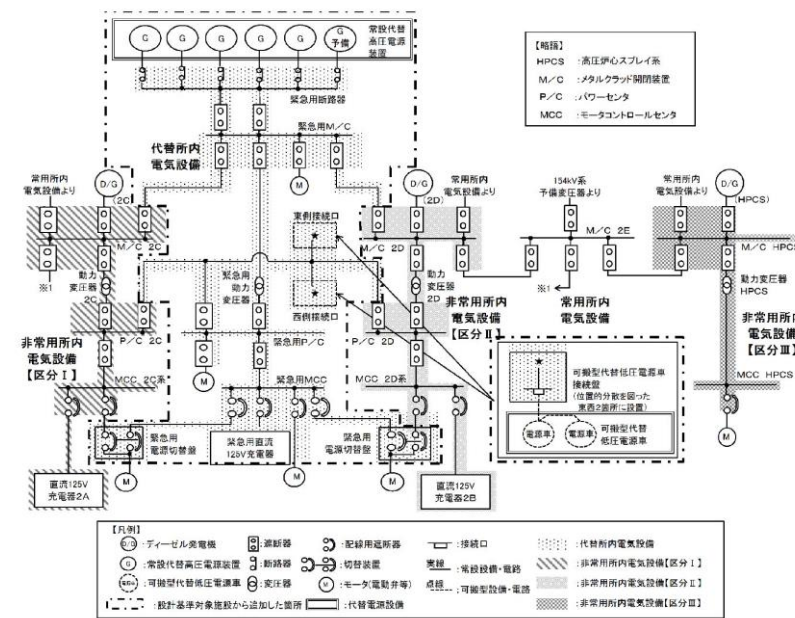 C
G
G
G
G
G
予備
常設代替
高圧電源
装置
【略語】
HPCS :高圧炉心スプレイ系
M/C :メタルクラッド開閉装置
P/C :パワーセンタ
MCC :モータコントロールセンタ
緊急用断路器
緊急用M/C
代替所内
電気設備
M
常用所内
電気設備より
D/G
(2C)
M/C 2C
※1
動力
変圧器
2C
P/C 2C
非常用所内
電気設備
【区分Ⅰ】
MCC 2C系
東側接続口
★
★
西側接続口
緊急用
動力
変圧器
緊急用P/C
M
緊急用MCC
D/G
(2D)
常用所内
電気設備より
M/C 2D
動力
変圧器
2D
非常用所内
電気設備
【区分Ⅱ】
P/C 2D
MCC 2D系
154kV系
予備変圧器より
M/C 2E
※1
常用所内
電気設備
常用所内
電気設備より
D/G
(HPCS)
M/C HPCS
動力変圧器
HPCS
非常用所
電気設
【区分Ⅲ】
MCC HPCS
M
★
可搬型代替低圧電源車
接続盤
(位置的分散を図った
東西2箇所に設置)
電源車
電源車
可搬型代替
低圧電源車
緊急用
電源切替盤
緊急用直流
125V充電器
緊急用
電源切替盤
直流125V
充電器2A
M
M
M
直流125V
充電器2B
【凡例】
D/G :ディーゼル発電機
:遮断器
:配線用遮断器
:接続口
:代替所内電気設備
G :常設代替高圧電源装置
:断路器
:切替装置
実線 :常設設備・電路
:非常用所内電気設備【区分Ⅰ】
電源車 :可搬型代替低圧電源車
:変圧器
M :モータ(電動弁等)
点線 :可搬型設備・電路
:非常用所内電気設備【区分Ⅱ】
:設計基準対象施設から追加した箇所
:代替電源設備
:非常用所内電気設備【区分Ⅲ】